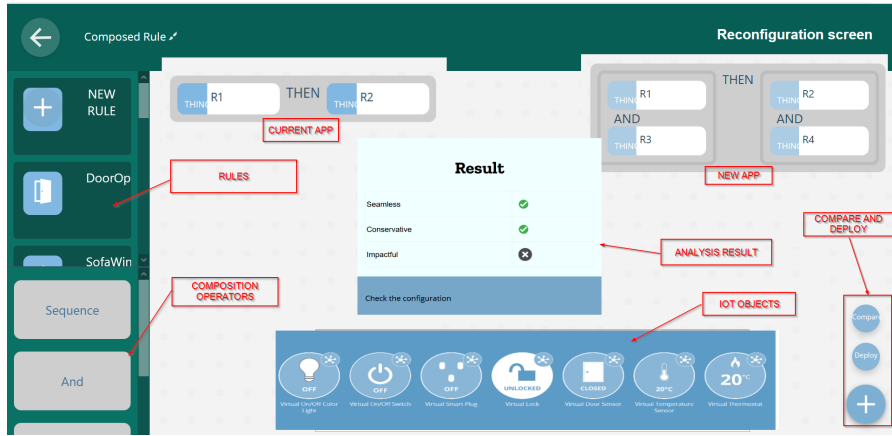 Composed Rule
Reconfiguration screen
NEW
RULE
DoorOp
SofaWin
RULES
COMPOSITION
OPERATORS
Sequence
And
THING R1 THEN THING R2
CURRENT APP
THING R1 THEN THING R2
AND AND
THING R3 THING R4
NEW APP
Result
Seamless
Conservative
Impactful
Check the configuration
ANALYSIS RESULT
COMPARE AND
DEPLOY
IOT OBJECTS
Compare
Deploy
OFF
Virtual On/Off Color
Light
OFF
Virtual On/Off Switch
OFF
Virtual Smart Plug
UNLOCKED
Virtual Lock
CLOSED
Virtual Door Sensor
20°C
Virtual Temperature
Sensor
20°C
Virtual Thermostat